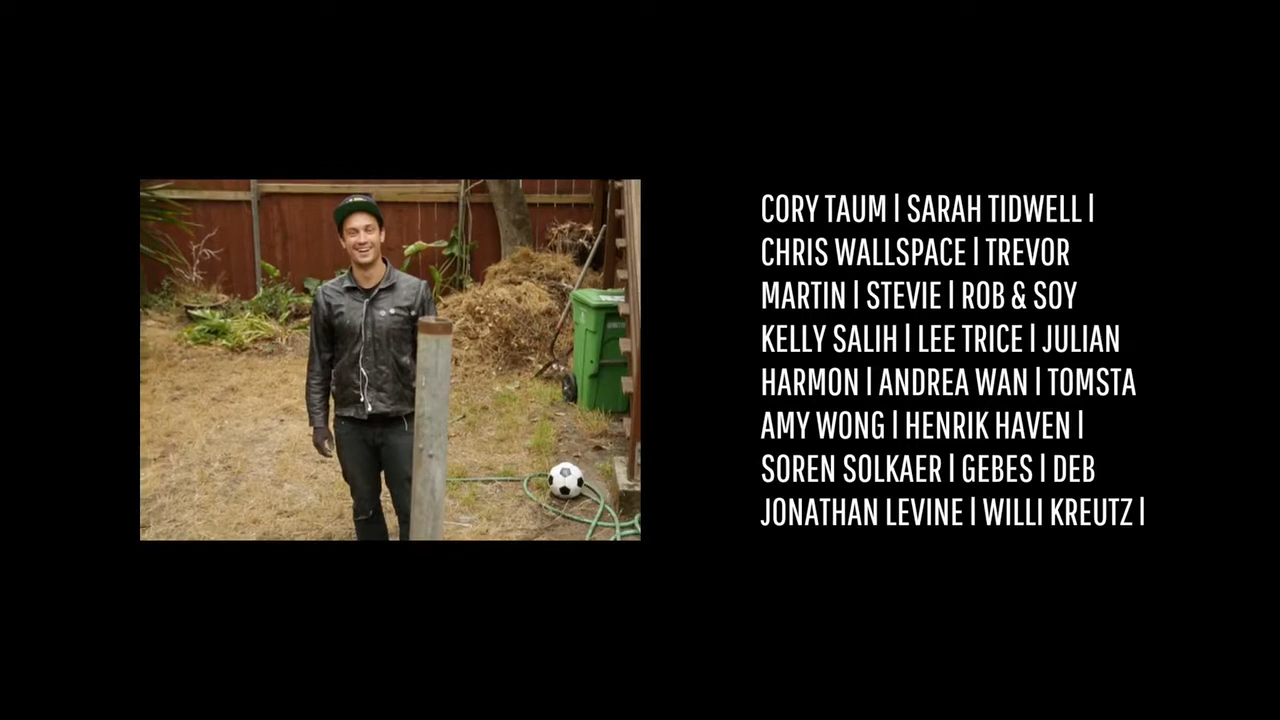 CORY TAUM | SARAH TIDWELL |
CHRIS WALLSPACE | TREVOR
MARTIN | STEVIE | ROB & SOY
KELLY SALIH | LEE TRICE | JULIAN
HARMON | ANDREA WAN | TOMSTA
AMY WONG | HENRIK HAVEN |
SOREN SOLKAER | GEBES | DEB
JONATHAN LEVINE | WILLI KREUTZ |